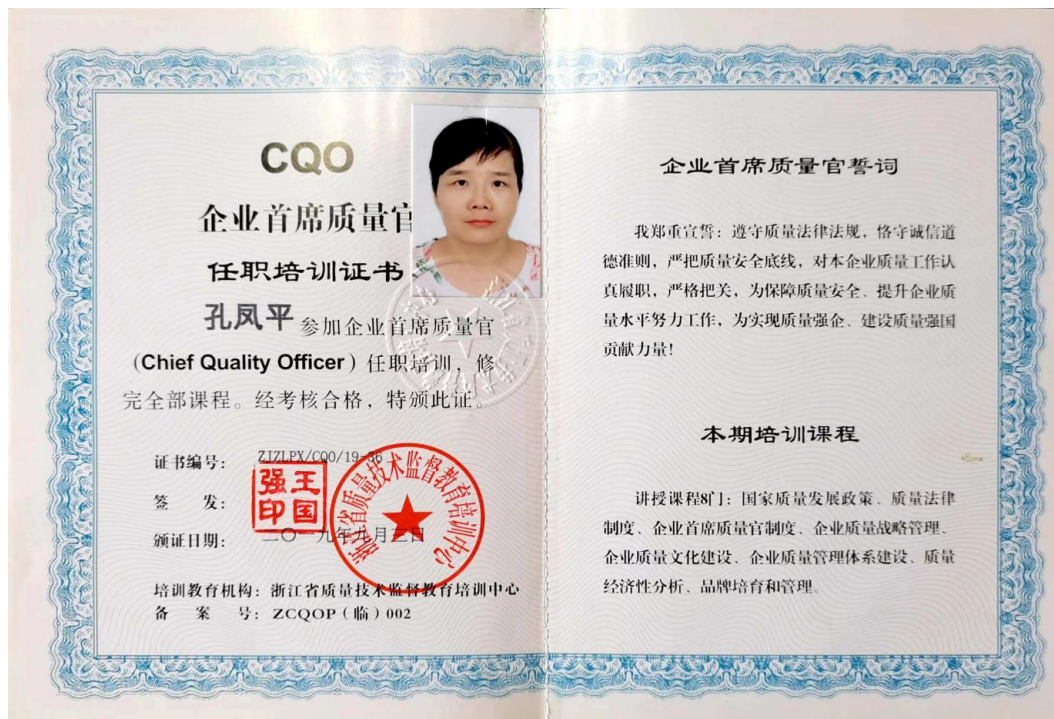 CQO
企业首席质量官
任职培训证书
孔凤平 参加企业首席质量官
(Chief Quality Officer) 任职培训，修
完全部课程。经考核合格，特颁此证。
证书编号： ZJZLPX/CQO/19-36
签 发： 王国强印
颁证日期： 二〇一九年九月三日
浙江省质量技术监督教育培训中心
培训教育机构：浙江省质量技术监督教育培训中心
备 案 号：ZCQOP（临）002
企业首席质量官誓词
我郑重宣誓：遵守质量法律法规，恪守诚信道
德准则，严把质量安全底线，对本企业质量工作认
真履职，严格把关，为保障质量安全、提升企业质
量水平努力工作，为实现质量强企、建设质量强国
贡献力量!
本期培训课程
讲授课程8门：国家质量发展政策、质量法律
制度、企业首席质量官制度、企业质量战略管理、
企业质量文化建设、企业质量管理体系建设、质量
经济性分析、品牌培育和管理。